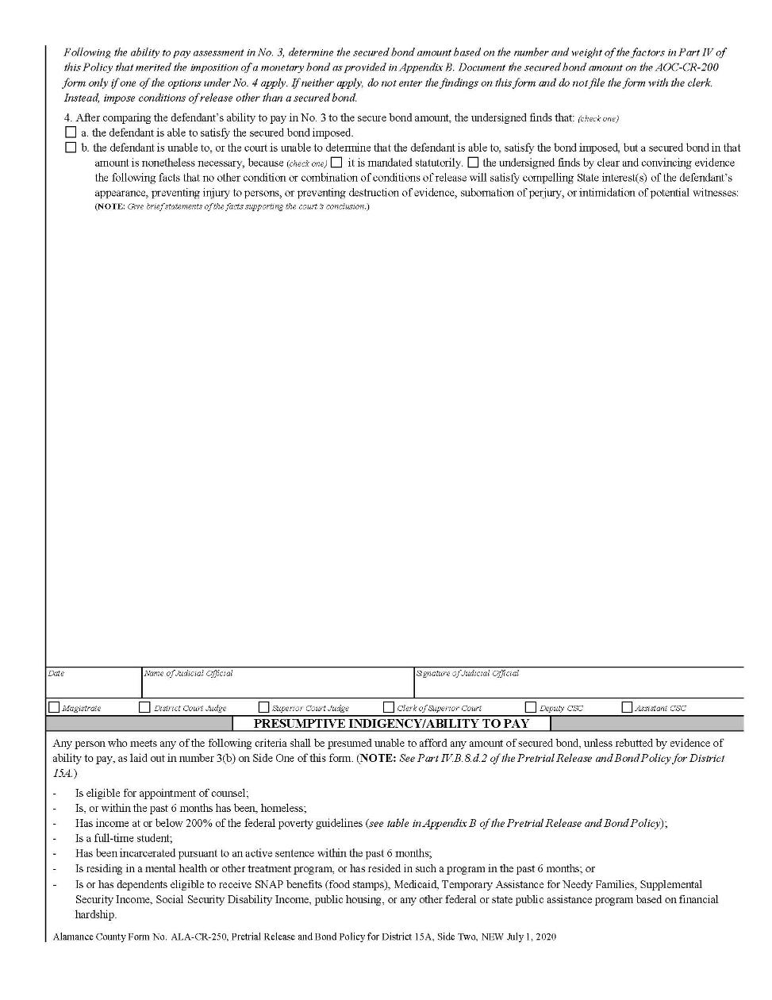 Following the ability to pay assessment in No. 3, determine the secured bond amount based on the number and weight of the factors in Part IV of
this Policy that merited the imposition of a monetary bond as provided in Appendix B. Document the secured bond amount on the AOC-CR-200
form only if one of the options under No. 4 apply. If neither apply, do not enter the findings on this form and do not file the form with the clerk.
Instead, impose conditions of release other than a secured bond.
4. After comparing the defendant's ability to pay in No. 3 to the secure bond amount, the undersigned finds that: (check one)
☐ a. the defendant is able to satisfy the secured bond imposed.
☐ b. the defendant is unable to, or the court is unable to determine that the defendant is able to, satisfy the bond imposed, but a secured bond in that
amount is nonetheless necessary, because (check one) ☐ it is mandated statutorily. ☐ the undersigned finds by clear and convincing evidence
the following facts that no other condition or combination of conditions of release will satisfy compelling State interest(s) of the defendant's
appearance, preventing injury to persons, or preventing destruction of evidence, subornation of perjury, or intimidation of potential witnesses:
(NOTE: Give brief statements of the facts supporting the court's conclusion.)
Date Name of Judicial Official Signature of Judicial Official
☐ Magistrate ☐ District Court Judge ☐ Superior Court Judge ☐ Clerk of Superior Court ☐ Deputy CSC ☐ Assistant CSC
PRESUMPTIVE INDIGENCY/ABILITY TO PAY
Any person who meets any of the following criteria shall be presumed unable to afford any amount of secured bond, unless rebutted by evidence of
ability to pay, as laid out in number 3(b) on Side One of this form. (NOTE: See Part IV.B.8.d.2 of the Pretrial Release and Bond Policy for District
15A.)
- Is eligible for appointment of counsel;
- Is, or within the past 6 months has been, homeless;
- Has income at or below 200% of the federal poverty guidelines (see table in Appendix B of the Pretrial Release and Bond Policy);
- Is a full-time student;
- Has been incarcerated pursuant to an active sentence within the past 6 months;
- Is residing in a mental health or other treatment program, or has resided in such a program in the past 6 months; or
- Is or has dependents eligible to receive SNAP benefits (food stamps), Medicaid, Temporary Assistance for Needy Families, Supplemental
Security Income, Social Security Disability Income, public housing, or any other federal or state public assistance program based on financial
hardship.
Alamance County Form No. ALA-CR-250, Pretrial Release and Bond Policy for District 15A, Side Two, NEW July 1, 2020